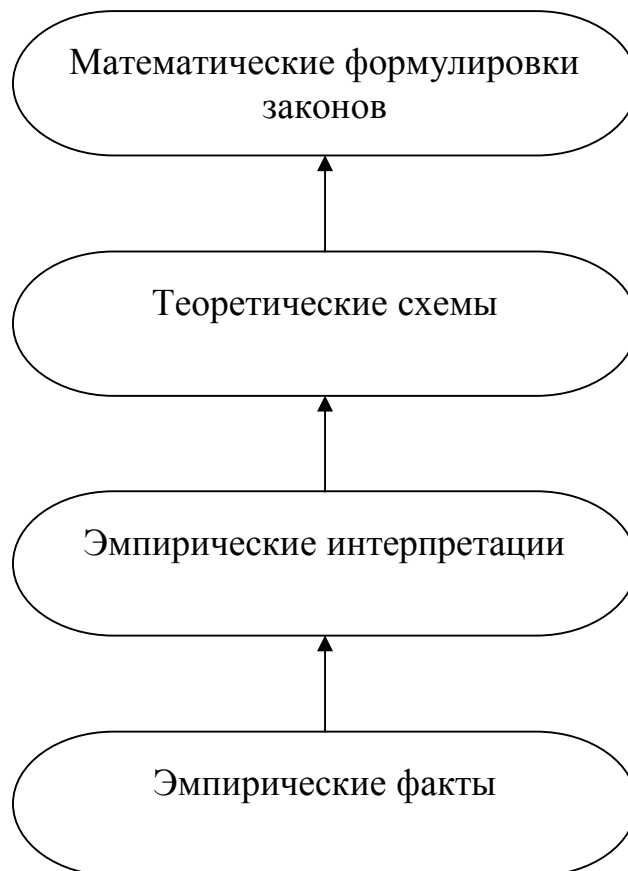 Математические формулировки
законов
Теоретические схемы
Эмпирические интерпретации
Эмпирические факты